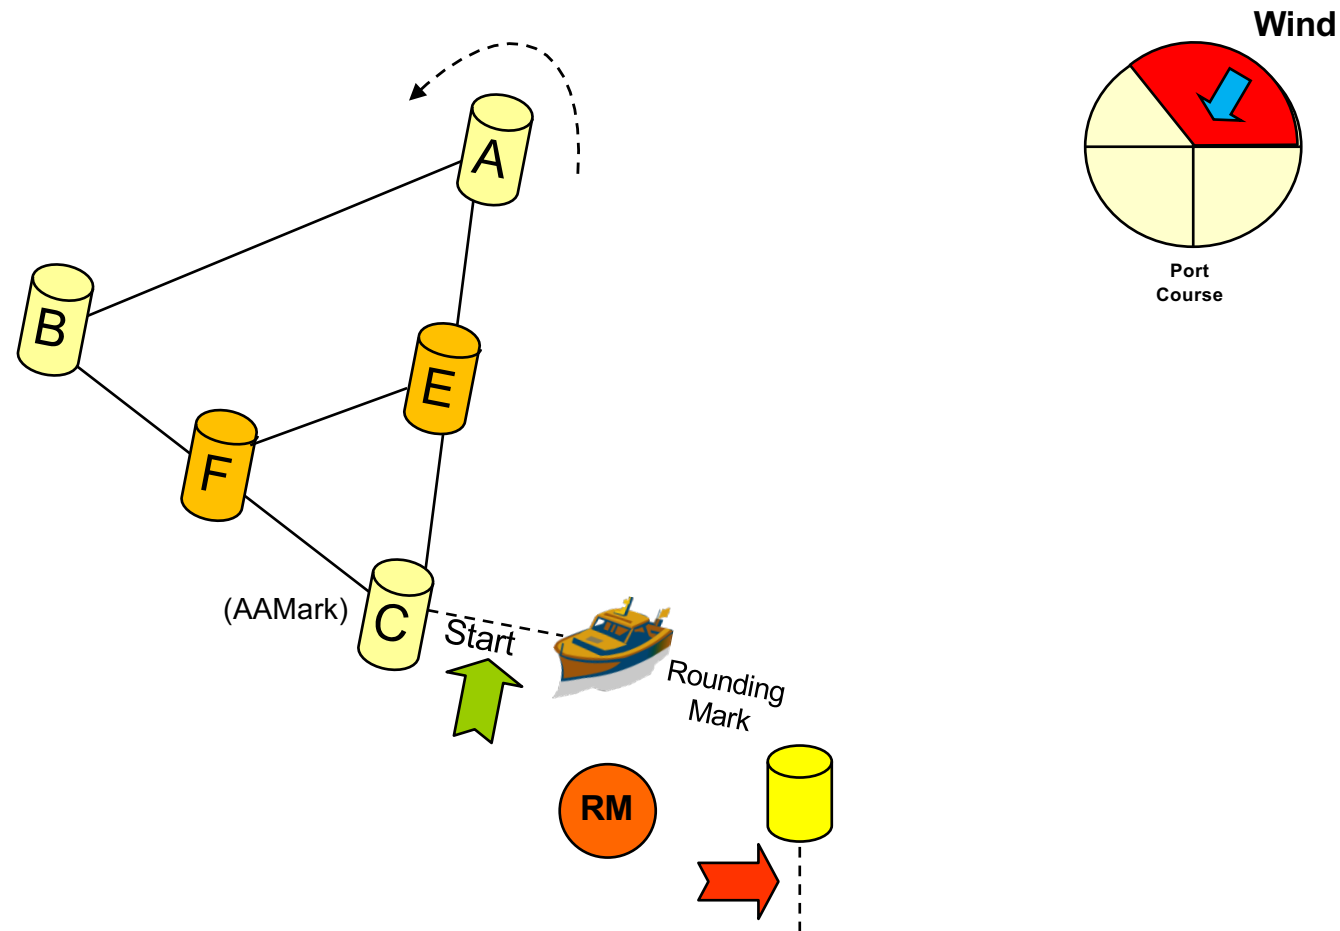 Wind
A
Port
Course
B
E
F
(AAMark)
C
Start
Rounding
Mark
RM